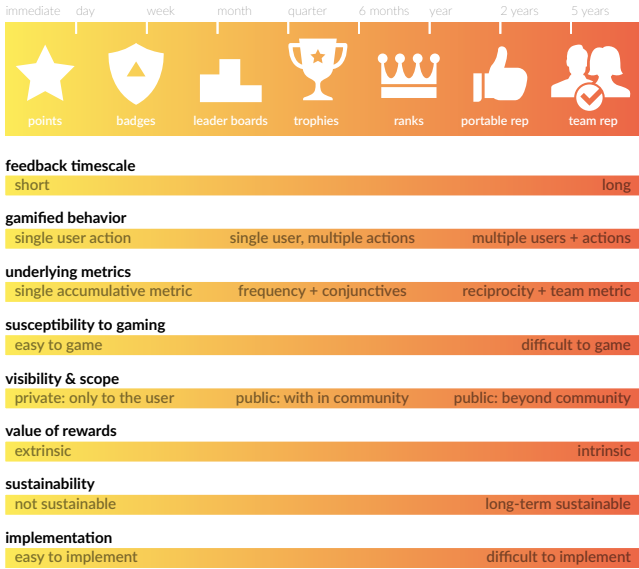 immediate day week month quarter 6 months year 2 years 5 years
points badges leader boards trophies ranks portable rep team rep
feedback timescale
short long
gamified behavior
single user action single user, multiple actions multiple users + actions
underlying metrics
single accumulative metric frequency + conjunctives reciprocity + team metric
susceptibility to gaming
easy to game difficult to game
visibility & scope
private: only to the user public: with in community public: beyond community
value of rewards
extrinsic intrinsic
sustainability
not sustainable long-term sustainable
implementation
easy to implement difficult to implement